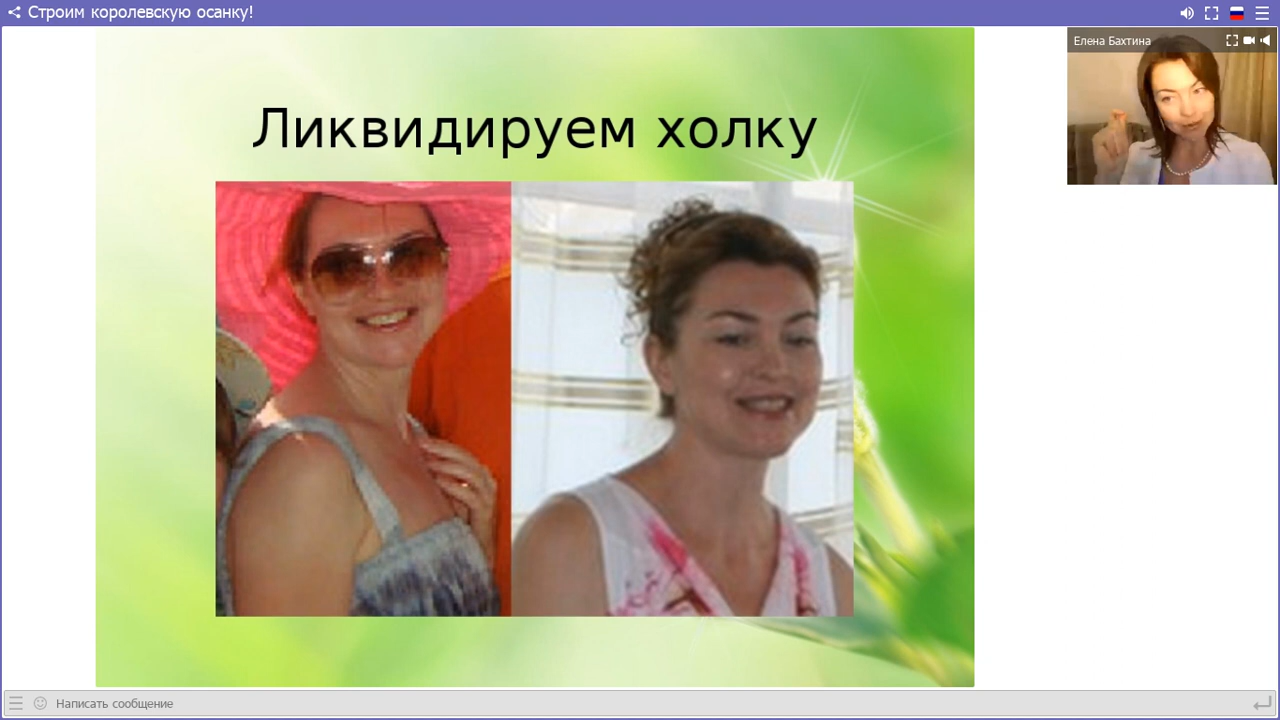 Строим королевскую осанку!
Елена Бахтина
Ликвидируем холку
Написать сообщение